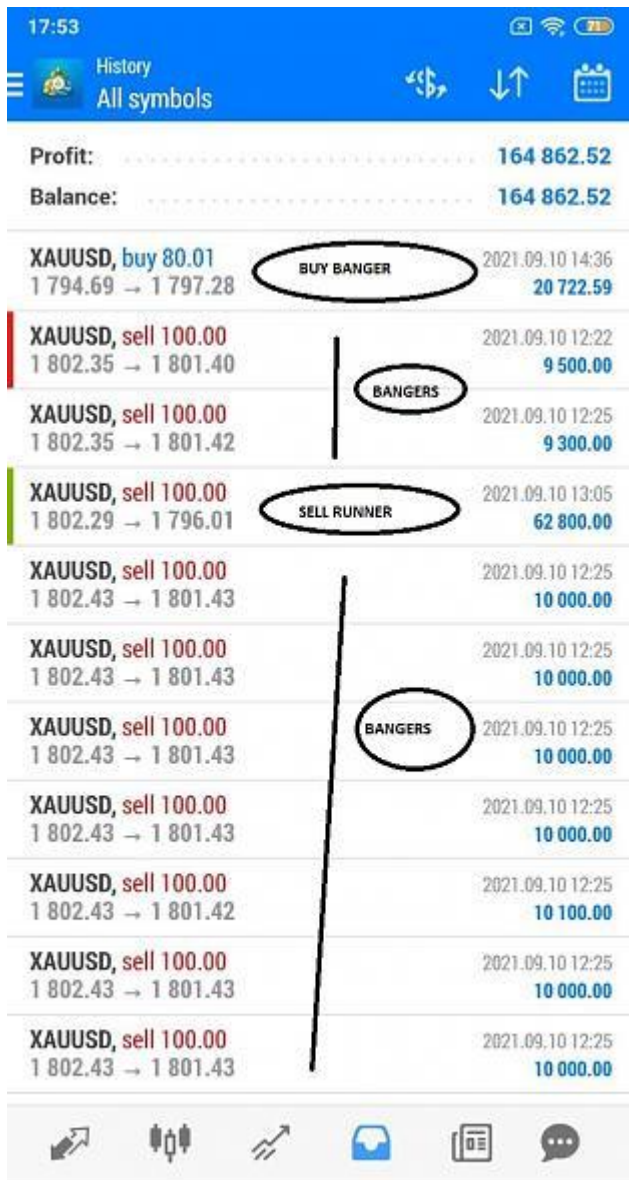 17:53
71
History
All symbols
Profit: 164 862.52
Balance: 164 862.52
XAUUSD, buy 80.01 BUY BANGER 2021.09.10 14:36
1 794.69 → 1 797.28 20 722.59
XAUUSD, sell 100.00 2021.09.10 12:22
1 802.35 → 1 801.40 9 500.00
BANGERS
XAUUSD, sell 100.00 2021.09.10 12:25
1 802.35 → 1 801.42 9 300.00
XAUUSD, sell 100.00 SELL RUNNER 2021.09.10 13:05
1 802.29 → 1 796.01 62 800.00
XAUUSD, sell 100.00 2021.09.10 12:25
1 802.43 → 1 801.43 10 000.00
XAUUSD, sell 100.00 2021.09.10 12:25
1 802.43 → 1 801.43 10 000.00
XAUUSD, sell 100.00 BANGERS 2021.09.10 12:25
1 802.43 → 1 801.43 10 000.00
XAUUSD, sell 100.00 2021.09.10 12:25
1 802.43 → 1 801.43 10 000.00
XAUUSD, sell 100.00 2021.09.10 12:25
1 802.43 → 1 801.42 10 100.00
XAUUSD, sell 100.00 2021.09.10 12:25
1 802.43 → 1 801.43 10 000.00
XAUUSD, sell 100.00 2021.09.10 12:25
1 802.43 → 1 801.43 10 000.00